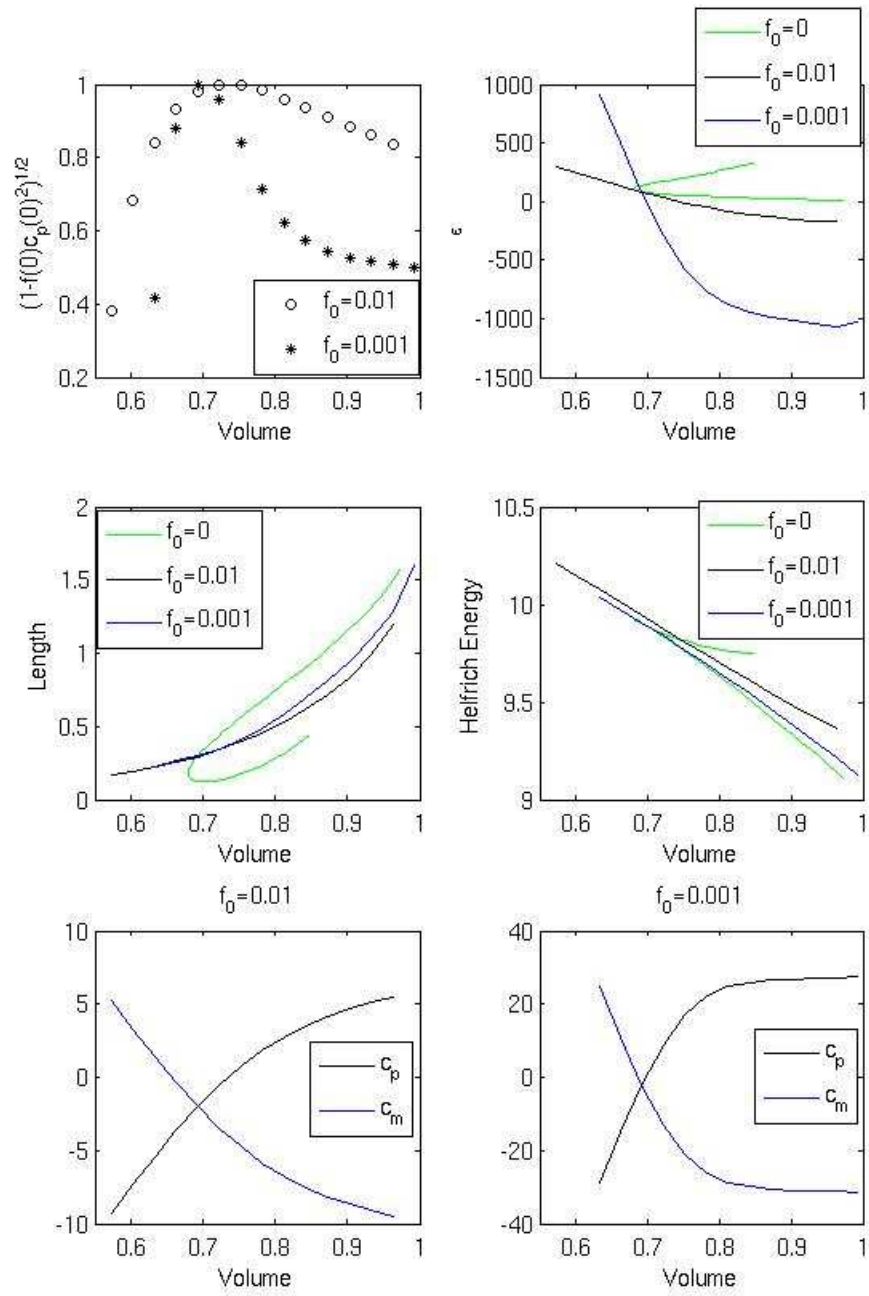 (1-f(0)c_p(0)^2)^{1/2}
1
0.8
0.6
0.4
0.2
0.6 0.7 0.8 0.9 1
Volume
f_0=0.01
f_0=0.001
ϵ
1000
500
0
-500
-1000
-1500
0.6 0.7 0.8 0.9 1
Volume
f_0=0
f_0=0.01
f_0=0.001
Length
2
1.5
1
0.5
0
0.6 0.7 0.8 0.9 1
Volume
f_0=0
f_0=0.01
f_0=0.001
Helfrich Energy
10.5
10
9.5
9
0.6 0.7 0.8 0.9 1
Volume
f_0=0
f_0=0.01
f_0=0.001
f_0=0.01
10
5
0
-5
-10
0.6 0.7 0.8 0.9 1
Volume
c_p
c_m
f_0=0.001
40
20
0
-20
-40
0.6 0.7 0.8 0.9 1
Volume
c_p
c_m